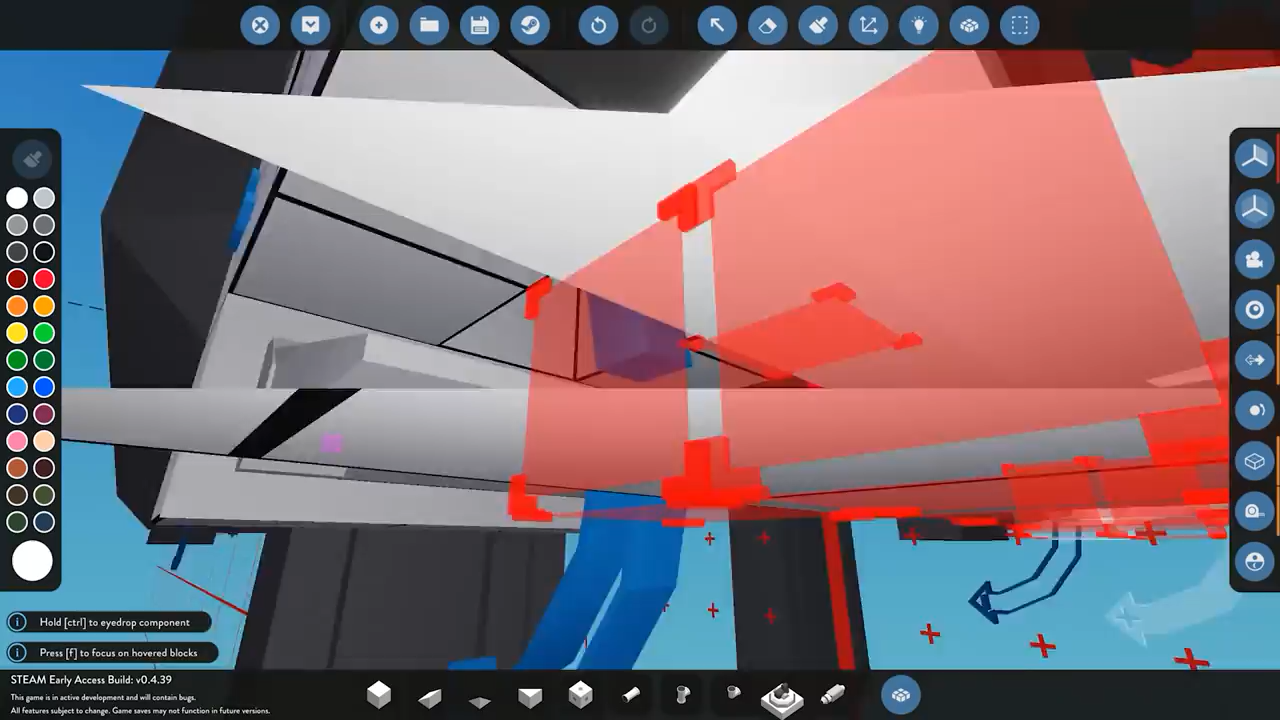 Hold [ctrl] to eyedrop component
Press [f] to focus on hovered blocks
STEAM Early Access Build: v0.4.39
This game is in active development and will contain bugs.
All features subject to change. Game saves may not function in future versions.